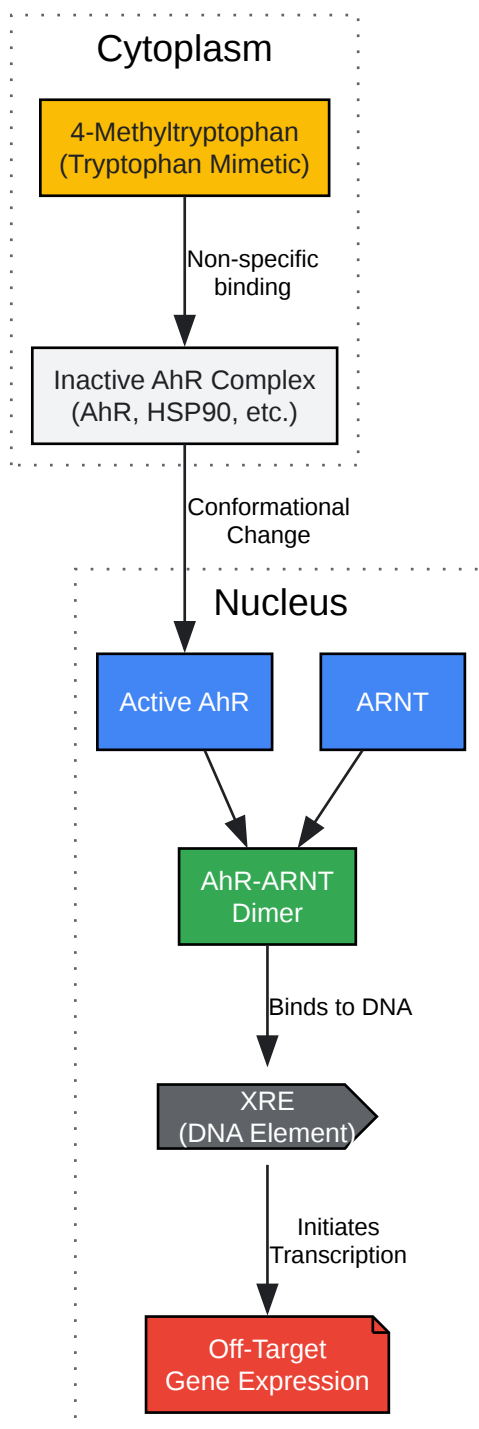 Cytoplasm
4-Methyltryptophan
(Tryptophan Mimetic)
Non-specific
binding
Inactive AhR Complex
(AhR, HSP90, etc.)
Conformational
Change
Nucleus
Active AhR
ARNT
AhR-ARNT
Dimer
Binds to DNA
XRE
(DNA Element)
Initiates
Transcription
Off-Target
Gene Expression